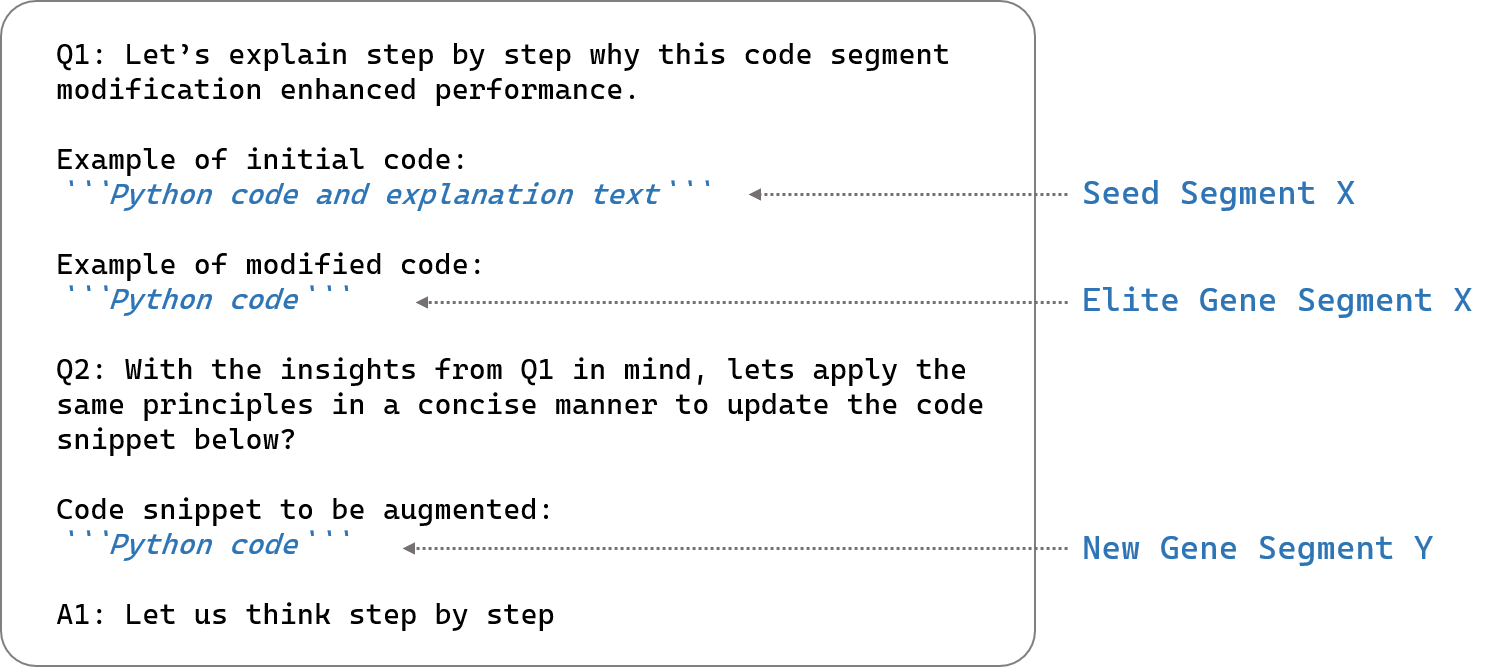 Q1: Let’s explain step by step why this code segment
modification enhanced performance.
Example of initial code:
```Python code and explanation text```
Seed Segment X
Example of modified code:
```Python code```
Elite Gene Segment X
Q2: With the insights from Q1 in mind, lets apply the
same principles in a concise manner to update the code
snippet below?
Code snippet to be augmented:
```Python code```
New Gene Segment Y
A1: Let us think step by step